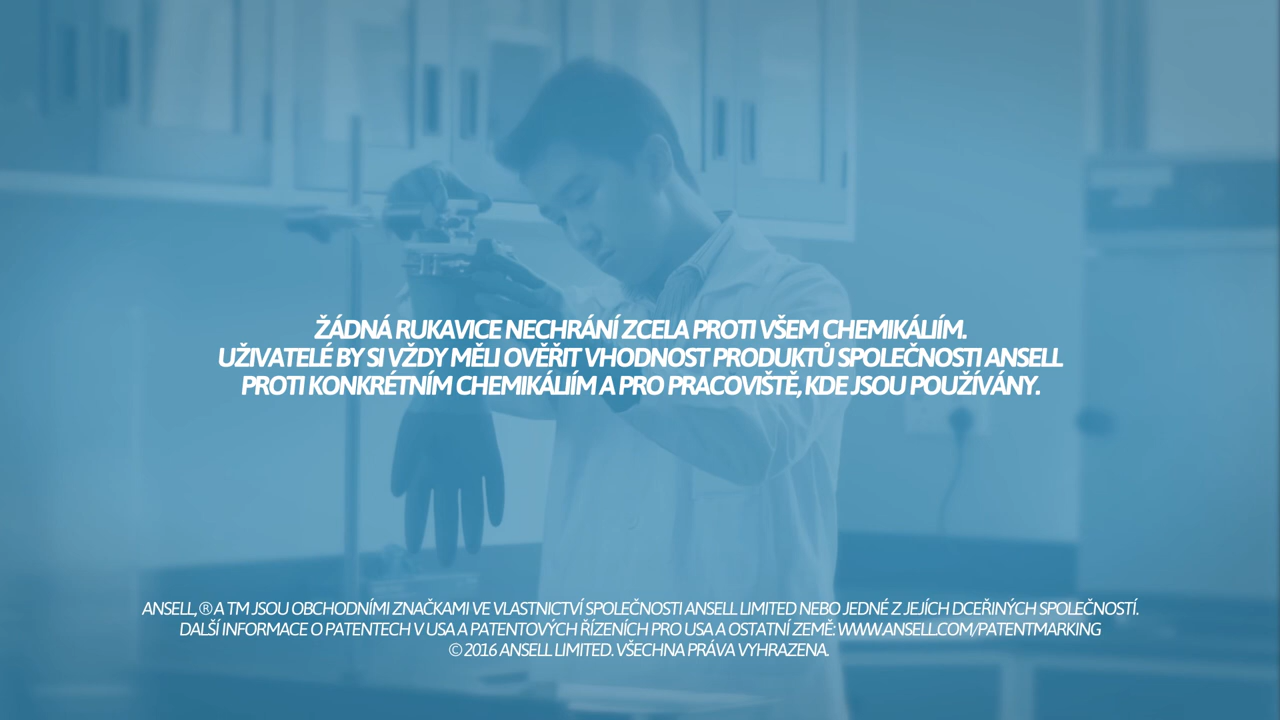 ŽÁDNÁ RUKAVICE NECHRÁNÍ ZCELA PROTI VŠEM CHEMIKÁLIÍM.
UŽIVATELÉ BY SI VŽDY MĚLI OVĚŘIT VHODNOST PRODUKTŮ SPOLEČNOSTI ANSELL
PROTI KONKRÉTNÍM CHEMIKÁLIÍM A PRO PRACOVIŠTĚ, KDE JSOU POUŽÍVÁNY.
ANSELL, ® A TM JSOU OBCHODNÍMI ZNAČKAMI VE VLASTNICTVÍ SPOLEČNOSTI ANSELL LIMITED NEBO JEDNÉ Z JEJÍCH DCEŘINÝCH SPOLEČNOSTÍ.
DALŠÍ INFORMACE O PATENTECH V USA A PATENTOVÝCH ŘÍZENÍCH PRO USA A OSTATNÍ ZEMĚ: WWW.ANSELL.COM/PATENTMARKING
© 2016 ANSELL LIMITED. VŠECHNA PRÁVA VYHRAZENA.